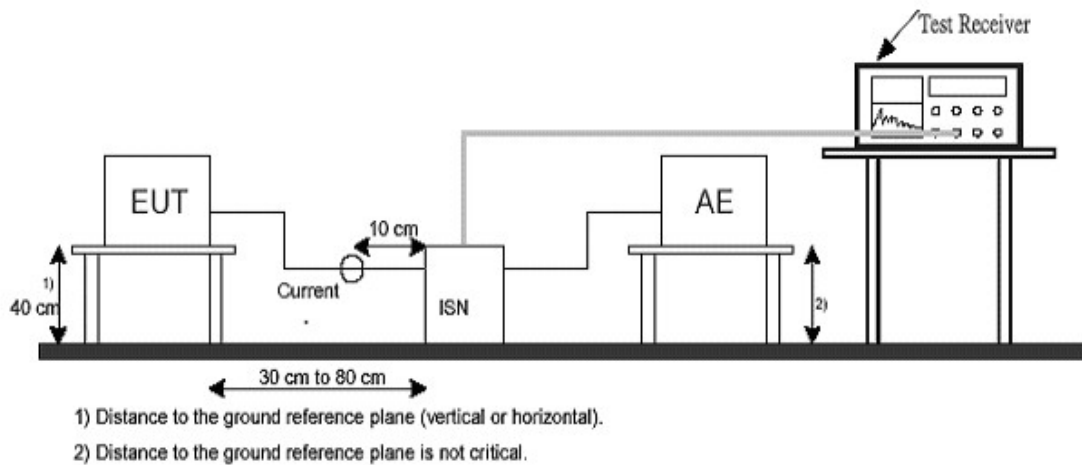 Test Receiver
EUT
AE
10 cm
1)
40 cm
Current
ISN
2)
30 cm to 80 cm
1) Distance to the ground reference plane (vertical or horizontal).
2) Distance to the ground reference plane is not critical.